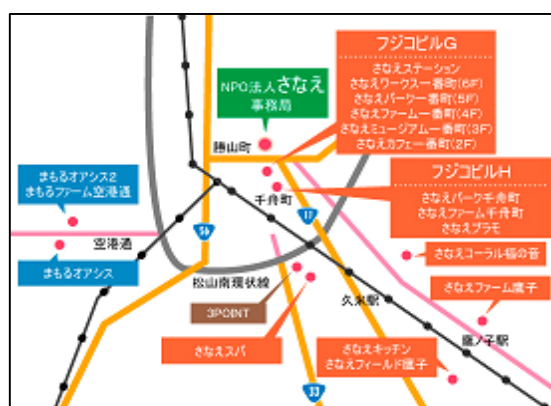 フジコビルG
さなえステーション
さなえワークス一番町(6F)
さなえパーク一番町(5F)
さなえファーム一番町(4F)
さなえミュージアム一番町(3F)
さなえカフェ一番町(2F)
NPO法人さなえ
事務局
勝山町
フジコビルH
さなえパーク千舟町
さなえファーム千舟町
さなえプラモ
まもるオアシス2
まもるファーム空港通
千舟町
11
56
空港通
まもるオアシス
さなえコーラル福の音
松山南環状線
さなえファーム鷹子
3POINT
久米駅
鷹ノ子駅
さなえスパ
さなえキッチン
さなえフィールド鷹子
33